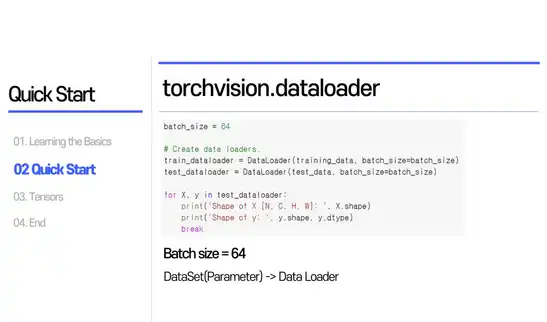 Quick Start
01. Learning the Basics
02 Quick Start
03. Tensors
04. End
torchvision.dataloader
batch_size = 64
# Create data loaders.
train_dataloader = DataLoader(training_data, batch_size=batch_size)
test_dataloader = DataLoader(test_data, batch_size=batch_size)
for X, y in test_dataloader:
print('Shape of X [N, C, H, W]: ', X.shape)
print('Shape of y: ', y.shape, y.dtype)
break
Batch size = 64
DataSet(Parameter) -> Data Loader